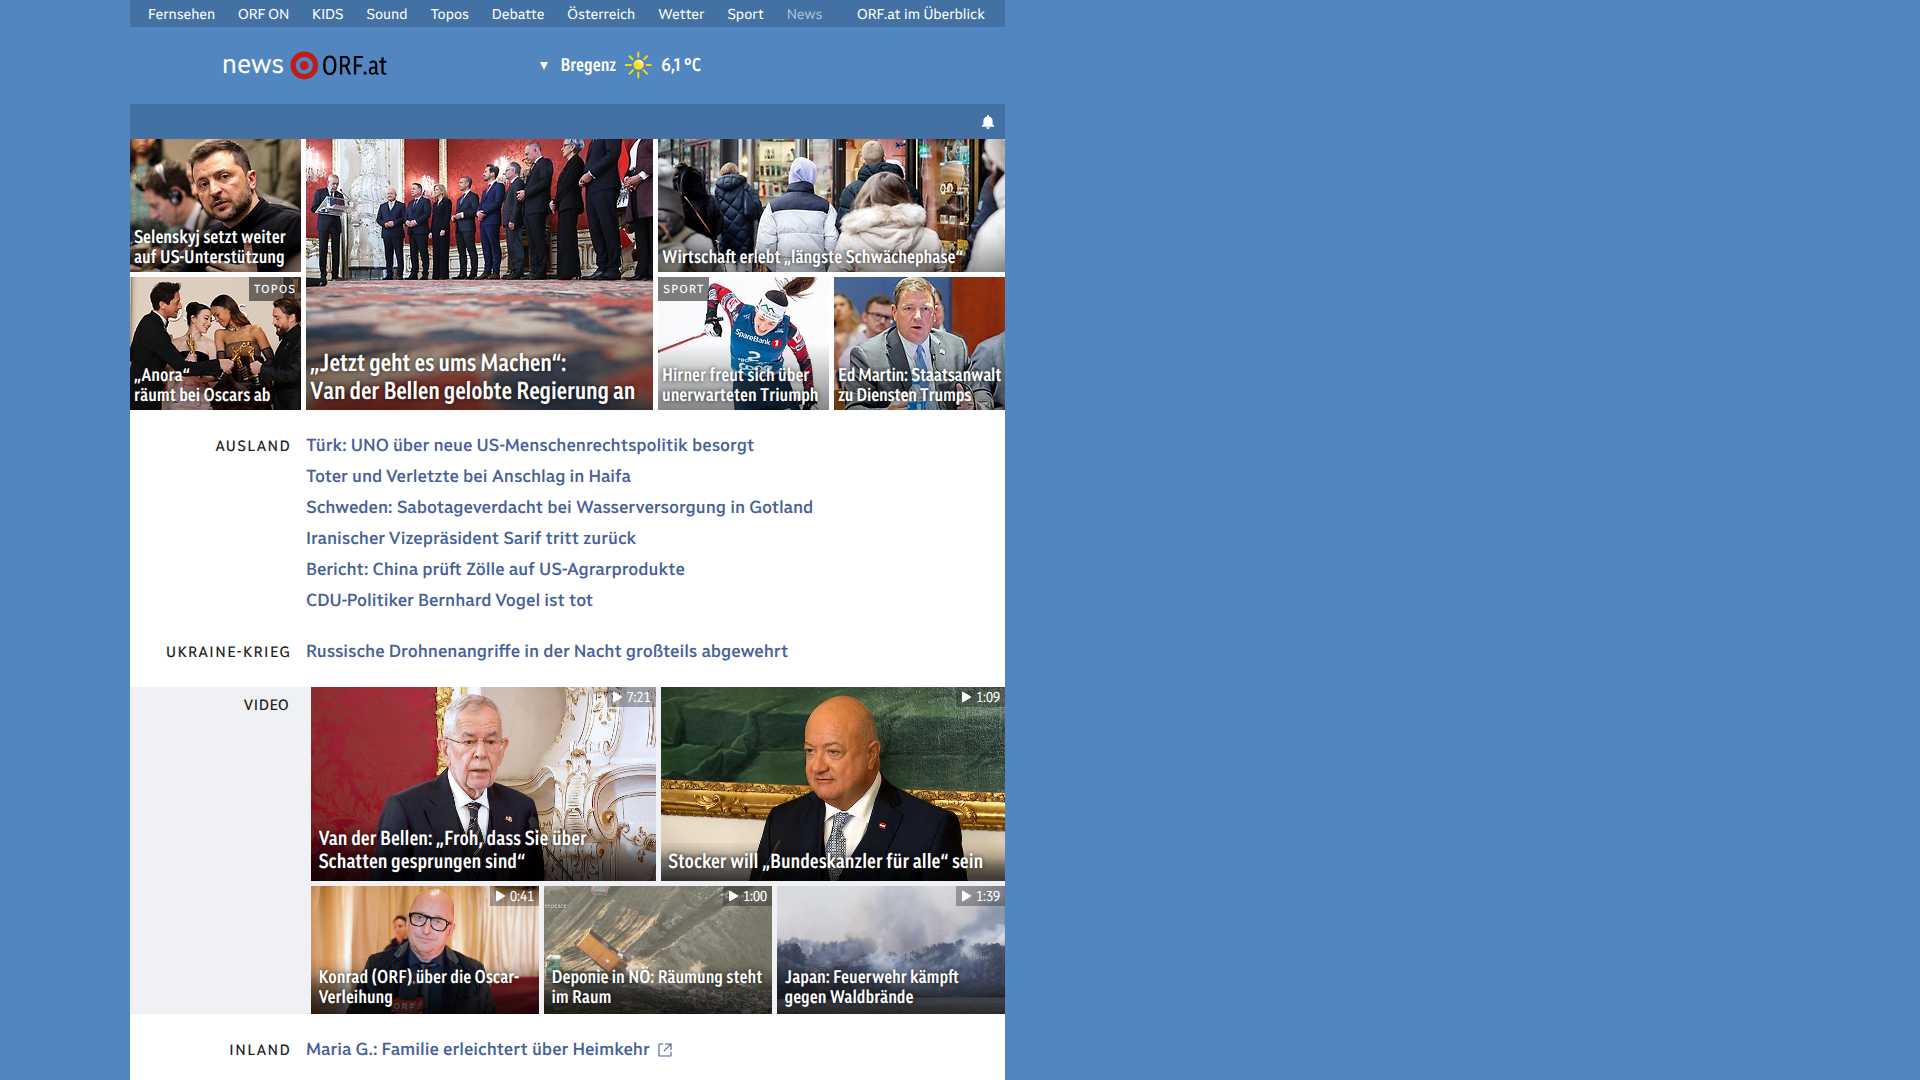 Fernsehen ORF ON KIDS Sound Topos Debatte Österreich Wetter Sport News ORF.at im Überblick
news ORF.at
Bregenz 6,1 °C
Selenskyj setzt weiter
auf US-Unterstützung
Wirtschaft erlebt „längste Schwächephase“
TOPOS
„Anora“
räumt bei Oscars ab
„Jetzt geht es ums Machen“:
Van der Bellen gelobte Regierung an
SPORT
SpareBank 1
2
Hirner freut sich über
unerwarteten Triumph
Ed Martin: Staatsanwalt
zu Diensten Trumps
AUSLAND
Türk: UNO über neue US-Menschenrechtspolitik besorgt
Toter und Verletzte bei Anschlag in Haifa
Schweden: Sabotageverdacht bei Wasserversorgung in Gotland
Iranischer Vizepräsident Sarif tritt zurück
Bericht: China prüft Zölle auf US-Agrarprodukte
CDU-Politiker Bernhard Vogel ist tot
UKRAINE-KRIEG
Russische Drohnenangriffe in der Nacht großteils abgewehrt
VIDEO
7:21
Van der Bellen: „Froh, dass Sie über
Schatten gesprungen sind“
1:09
Stocker will „Bundeskanzler für alle“ sein
0:41
Konrad (ORF) über die Oscar-
Verleihung
ORF
1:00
Deponie in NÖ: Räumung steht
im Raum
1:39
Japan: Feuerwehr kämpft
gegen Waldbrände
INLAND
Maria G.: Familie erleichtert über Heimkehr